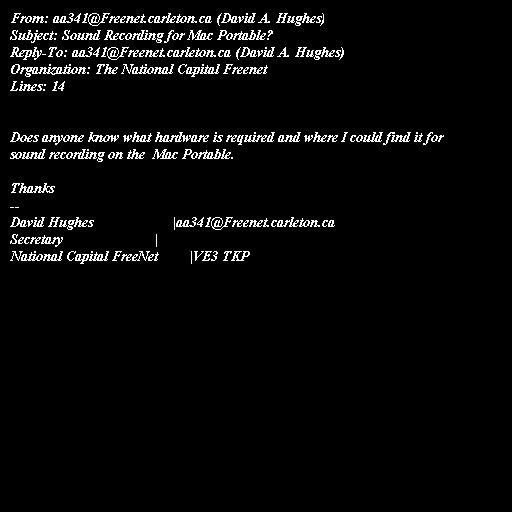 From: aa341@Freenet.carleton.ca (David A. Hughes)
Subject: Sound Recording for Mac Portable?
Reply-To: aa341@Freenet.carleton.ca (David A. Hughes)
Organization: The National Capital Freenet
Lines: 14
Does anyone know what hardware is required and where I could find it for
sound recording on the  Mac Portable.
Thanks
--
David Hughes                    |aa341@Freenet.carleton.ca
Secretary                       |
National Capital FreeNet        |VE3 TKP